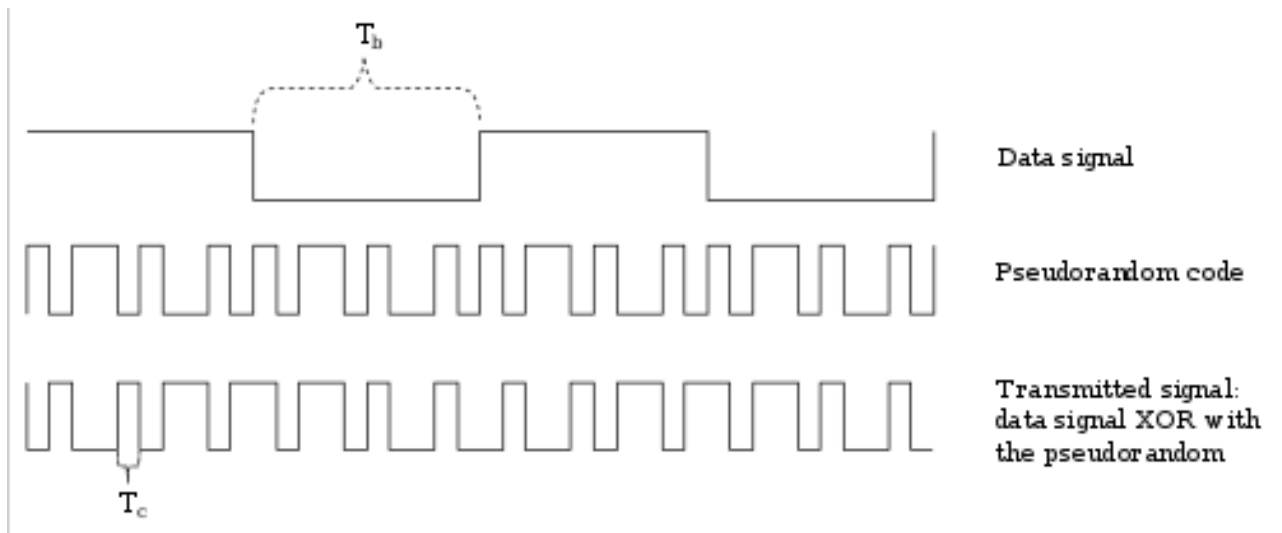 T_b
Data signal
Pseudorandom code
Transmitted signal:
data signal XOR with
the pseudorandom
T_c